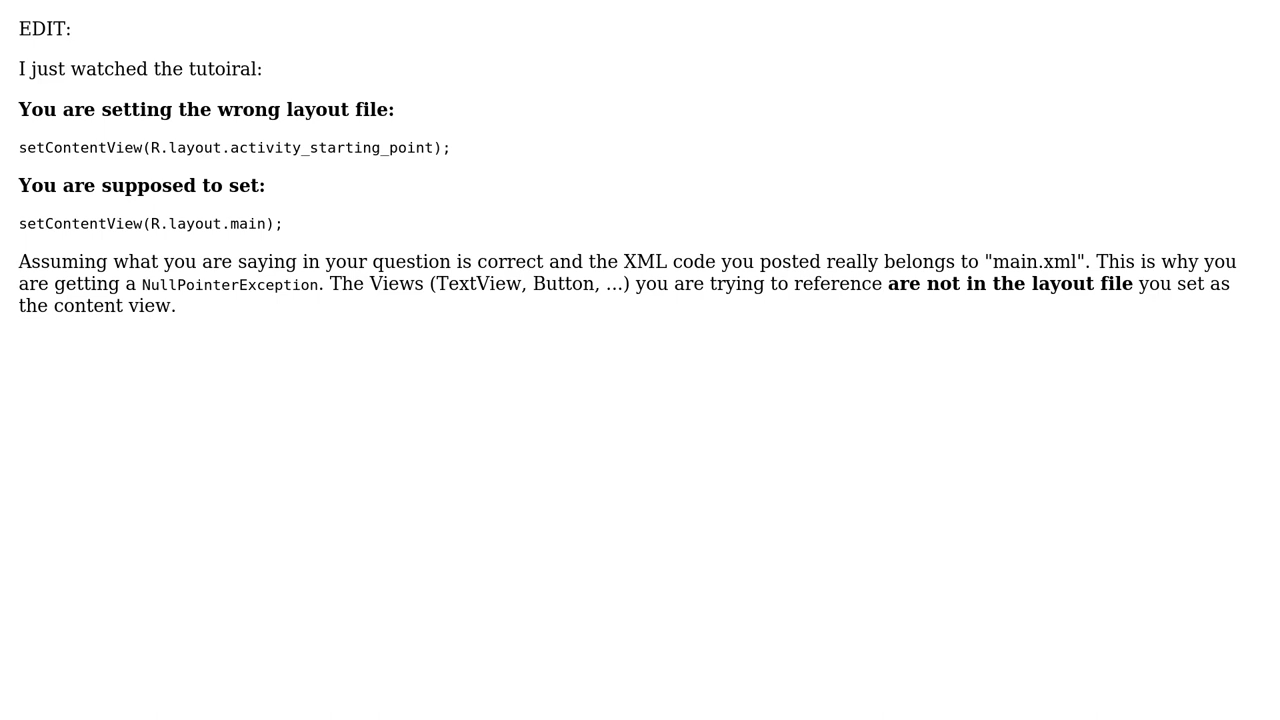 EDIT:
I just watched the tutoiral:
You are setting the wrong layout file:
setContentView(R.layout.activity_starting_point);
You are supposed to set:
setContentView(R.layout.main);
Assuming what you are saying in your question is correct and the XML code you posted really belongs to "main.xml". This is why you
are getting a NullPointerException. The Views (TextView, Button, ...) you are trying to reference are not in the layout file you set as
the content view.